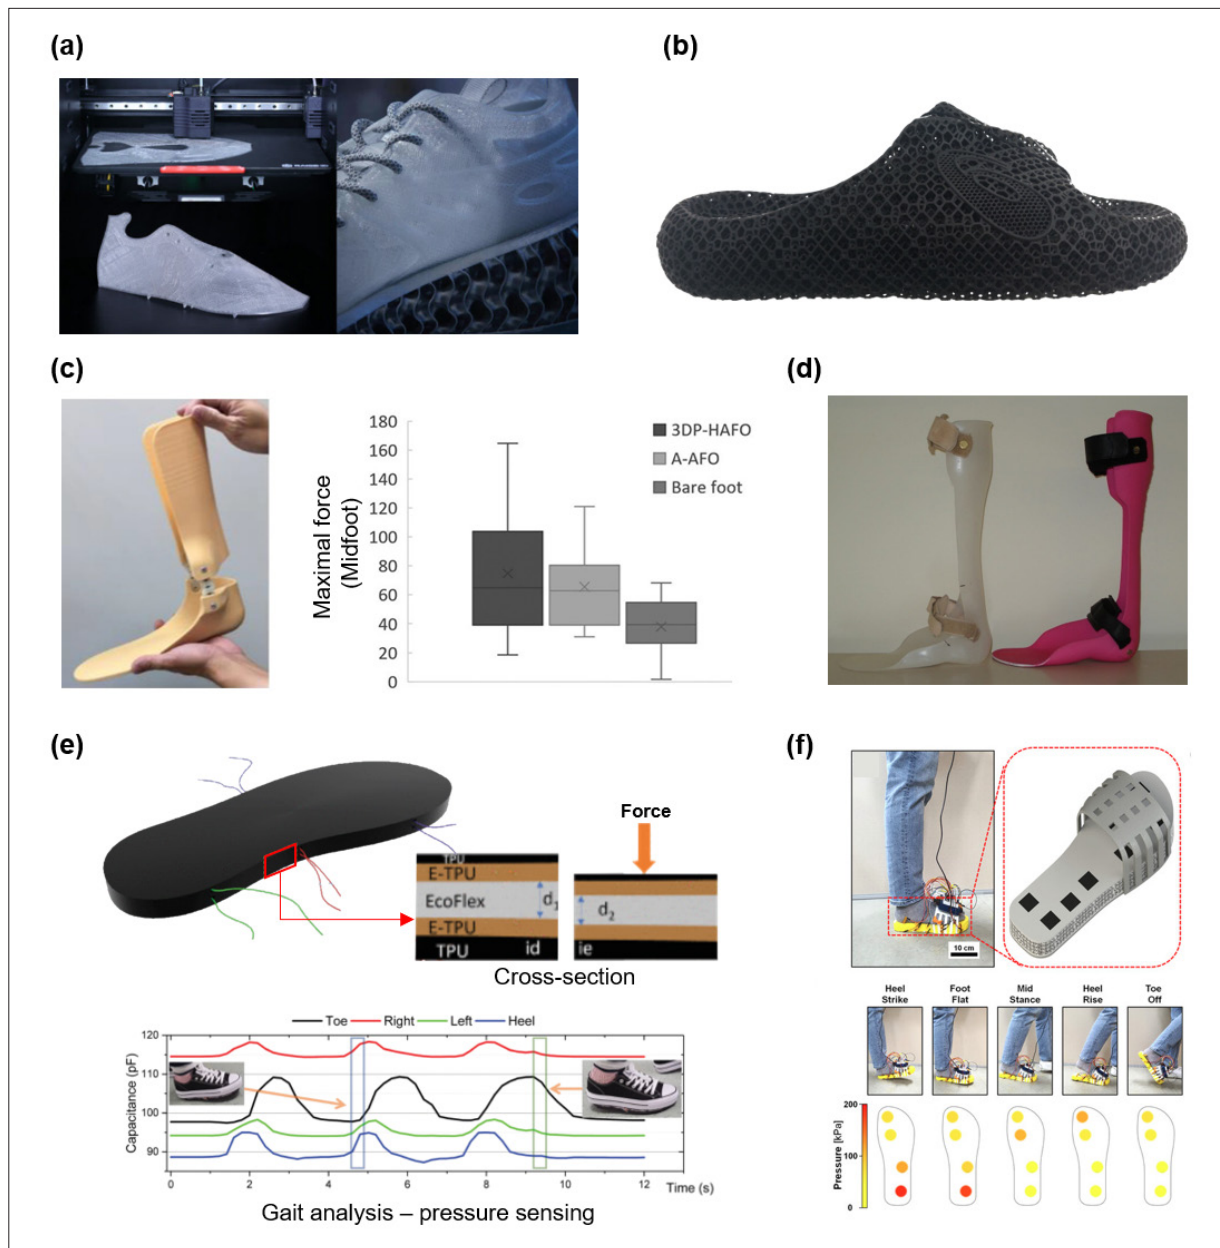 (a)
(b)
(c)
180
160
140
120
100
80
60
40
20
0
Maximal force
(Midfoot)
3DP-HAFO
A-AFO
Bare foot
(d)
(e)
Force
TPU
E-TPU
EcoFlex
d1
E-TPU
TPU
id
d2
ie
Cross-section
Toe Right Left Heel
120
110
100
90
Capacitance (pF)
0 2 4 6 8 10 12
Time (s)
Gait analysis – pressure sensing
(f)
10 cm
Heel
Strike
Foot
Flat
Mid
Stance
Heel
Rise
Toe
Off
200
100
0
Pressure [kPa]